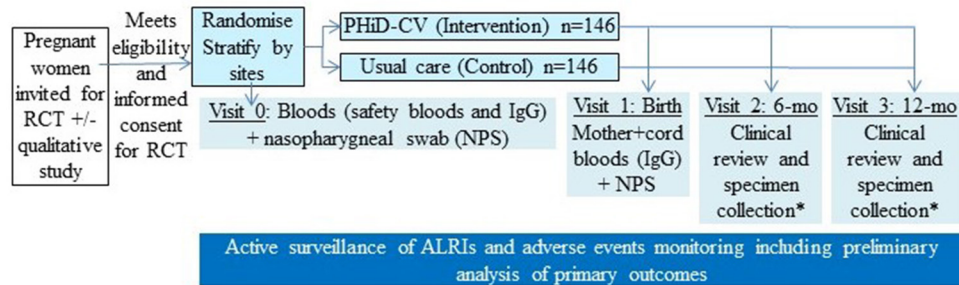 Pregnant
women
invited for
RCT +/-
qualitative
study
Meets
eligibility
and
informed
consent
for RCT
Randomise
Stratify by
sites
PHiD-CV (Intervention) n=146
Usual care (Control) n=146
Visit 0: Bloods (safety bloods and IgG)
+ nasopharygneal swab (NPS)
Visit 1: Birth
Mother+cord
bloods (IgG)
+ NPS
Visit 2: 6-mo
Clinical
review and
specimen
collection*
Visit 3: 12-mo
Clinical
review and
specimen
collection*
Active surveillance of ALRIs and adverse events monitoring including preliminary
analysis of primary outcomes